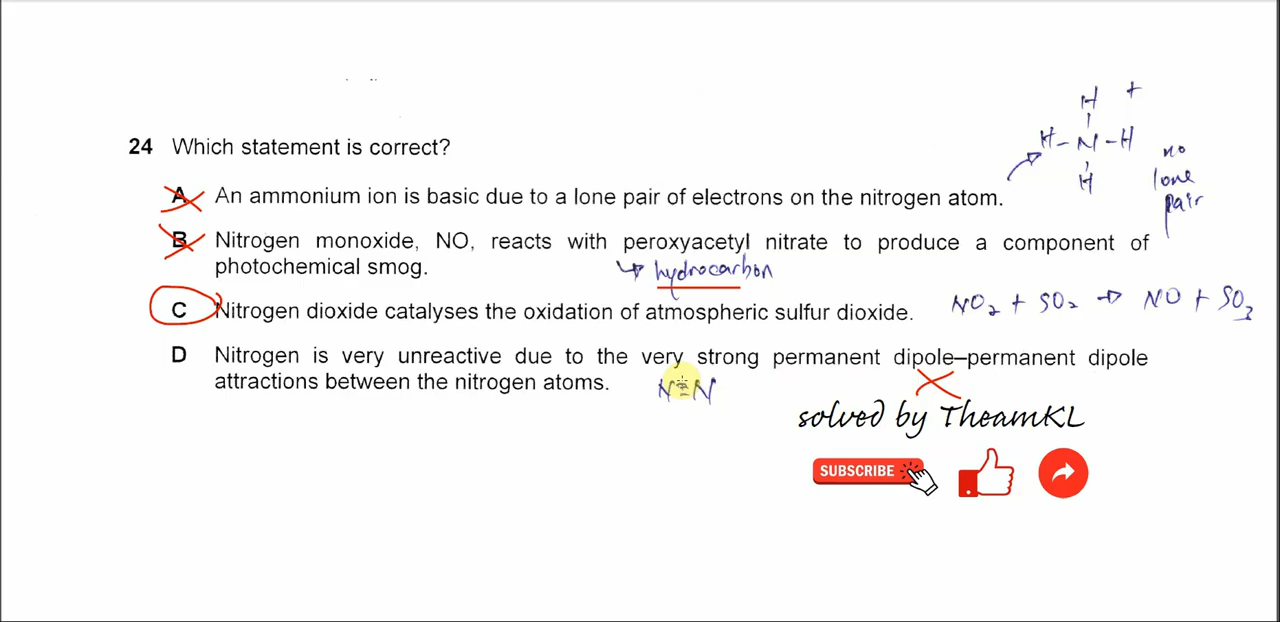 H +
24 Which statement is correct?
H - N - H
no
H
lone
A An ammonium ion is basic due to a lone pair of electrons on the nitrogen atom.
pair
B Nitrogen monoxide, NO, reacts with peroxyacetyl nitrate to produce a component of
photochemical smog.
↳ hydrocarbon
C Nitrogen dioxide catalyses the oxidation of atmospheric sulfur dioxide.
NO₂ + SO₂ → NO + SO₃
D Nitrogen is very unreactive due to the very strong permanent dipole–permanent dipole
attractions between the nitrogen atoms.
N≡N
solved by TheamKL
SUBSCRIBE